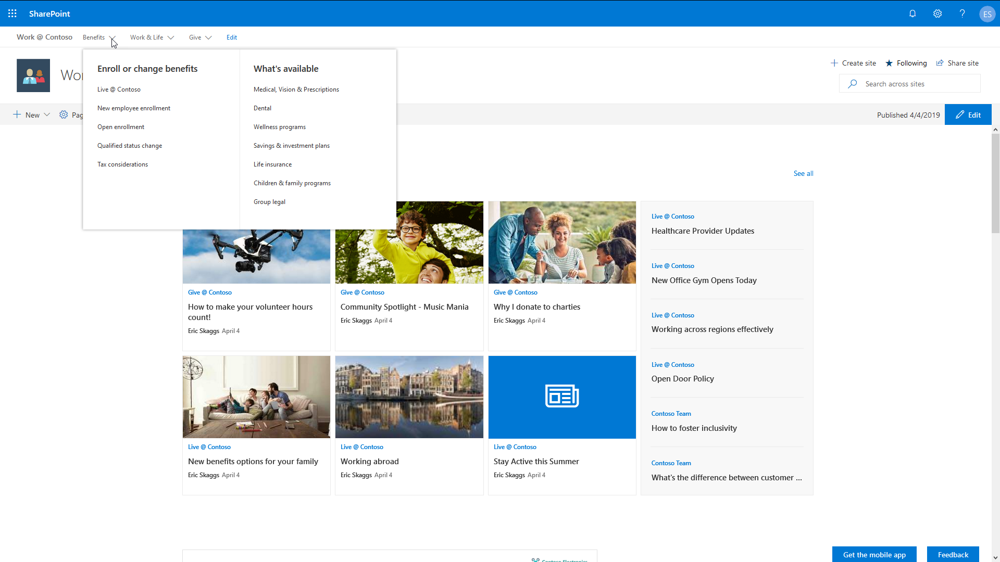 SharePoint
ES
Work @ Contoso
Benefits
Work & Life
Give
Edit
Enroll or change benefits
Live @ Contoso
New employee enrollment
Open enrollment
Qualified status change
Tax considerations
What's available
Medical, Vision & Prescriptions
Dental
Wellness programs
Savings & investment plans
Life insurance
Children & family programs
Group legal
Wor
Create site
Following
Share site
Search across sites
New
Pag
Published 4/4/2019
Edit
See all
Give @ Contoso
How to make your volunteer hours
count!
Eric Skaggs April 4
Give @ Contoso
Community Spotlight - Music Mania
Eric Skaggs April 4
Give @ Contoso
Why I donate to charties
Eric Skaggs April 4
Live @ Contoso
New benefits options for your family
Eric Skaggs April 4
Live @ Contoso
Working abroad
Eric Skaggs April 4
Live @ Contoso
Stay Active this Summer
Eric Skaggs April 4
Live @ Contoso
Healthcare Provider Updates
Live @ Contoso
New Office Gym Opens Today
Live @ Contoso
Working across regions effectively
Live @ Contoso
Open Door Policy
Contoso Team
How to foster inclusivity
Contoso Team
What's the difference between customer ...
Contoso Electronics
Get the mobile app
Feedback